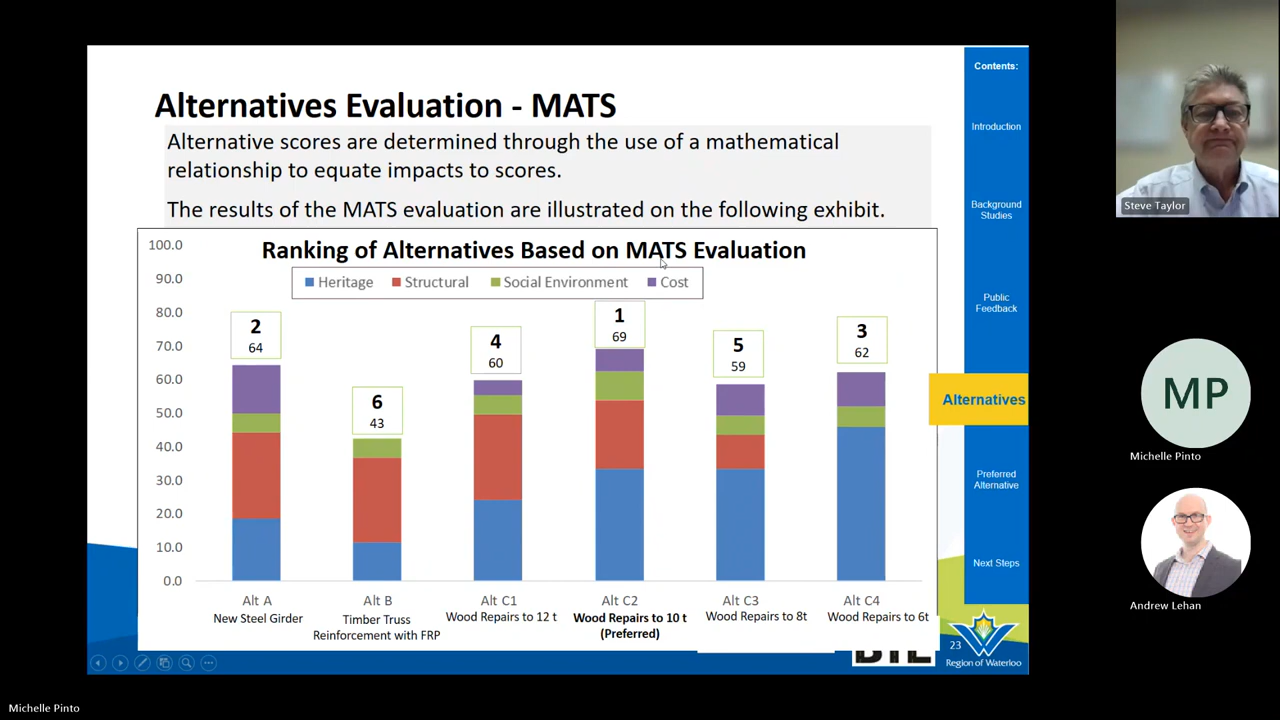 Alternatives Evaluation - MATS
Alternative scores are determined through the use of a mathematical
relationship to equate impacts to scores.
The results of the MATS evaluation are illustrated on the following exhibit.
Ranking of Alternatives Based on MATS Evaluation
Heritage Structural Social Environment Cost
100.0
90.0
80.0
70.0
60.0
50.0
40.0
30.0
20.0
10.0
0.0
2
64
6
43
4
60
1
69
5
59
3
62
Alt A
New Steel Girder
Alt B
Timber Truss
Reinforcement with FRP
Alt C1
Wood Repairs to 12 t
Alt C2
Wood Repairs to 10 t
(Preferred)
Alt C3
Wood Repairs to 8t
Alt C4
Wood Repairs to 6t
Contents:
Introduction
Background
Studies
Public
Feedback
Alternatives
Preferred
Alternative
Next Steps
23
Region of Waterloo
Steve Taylor
MP
Michelle Pinto
Andrew Lehan
Michelle Pinto